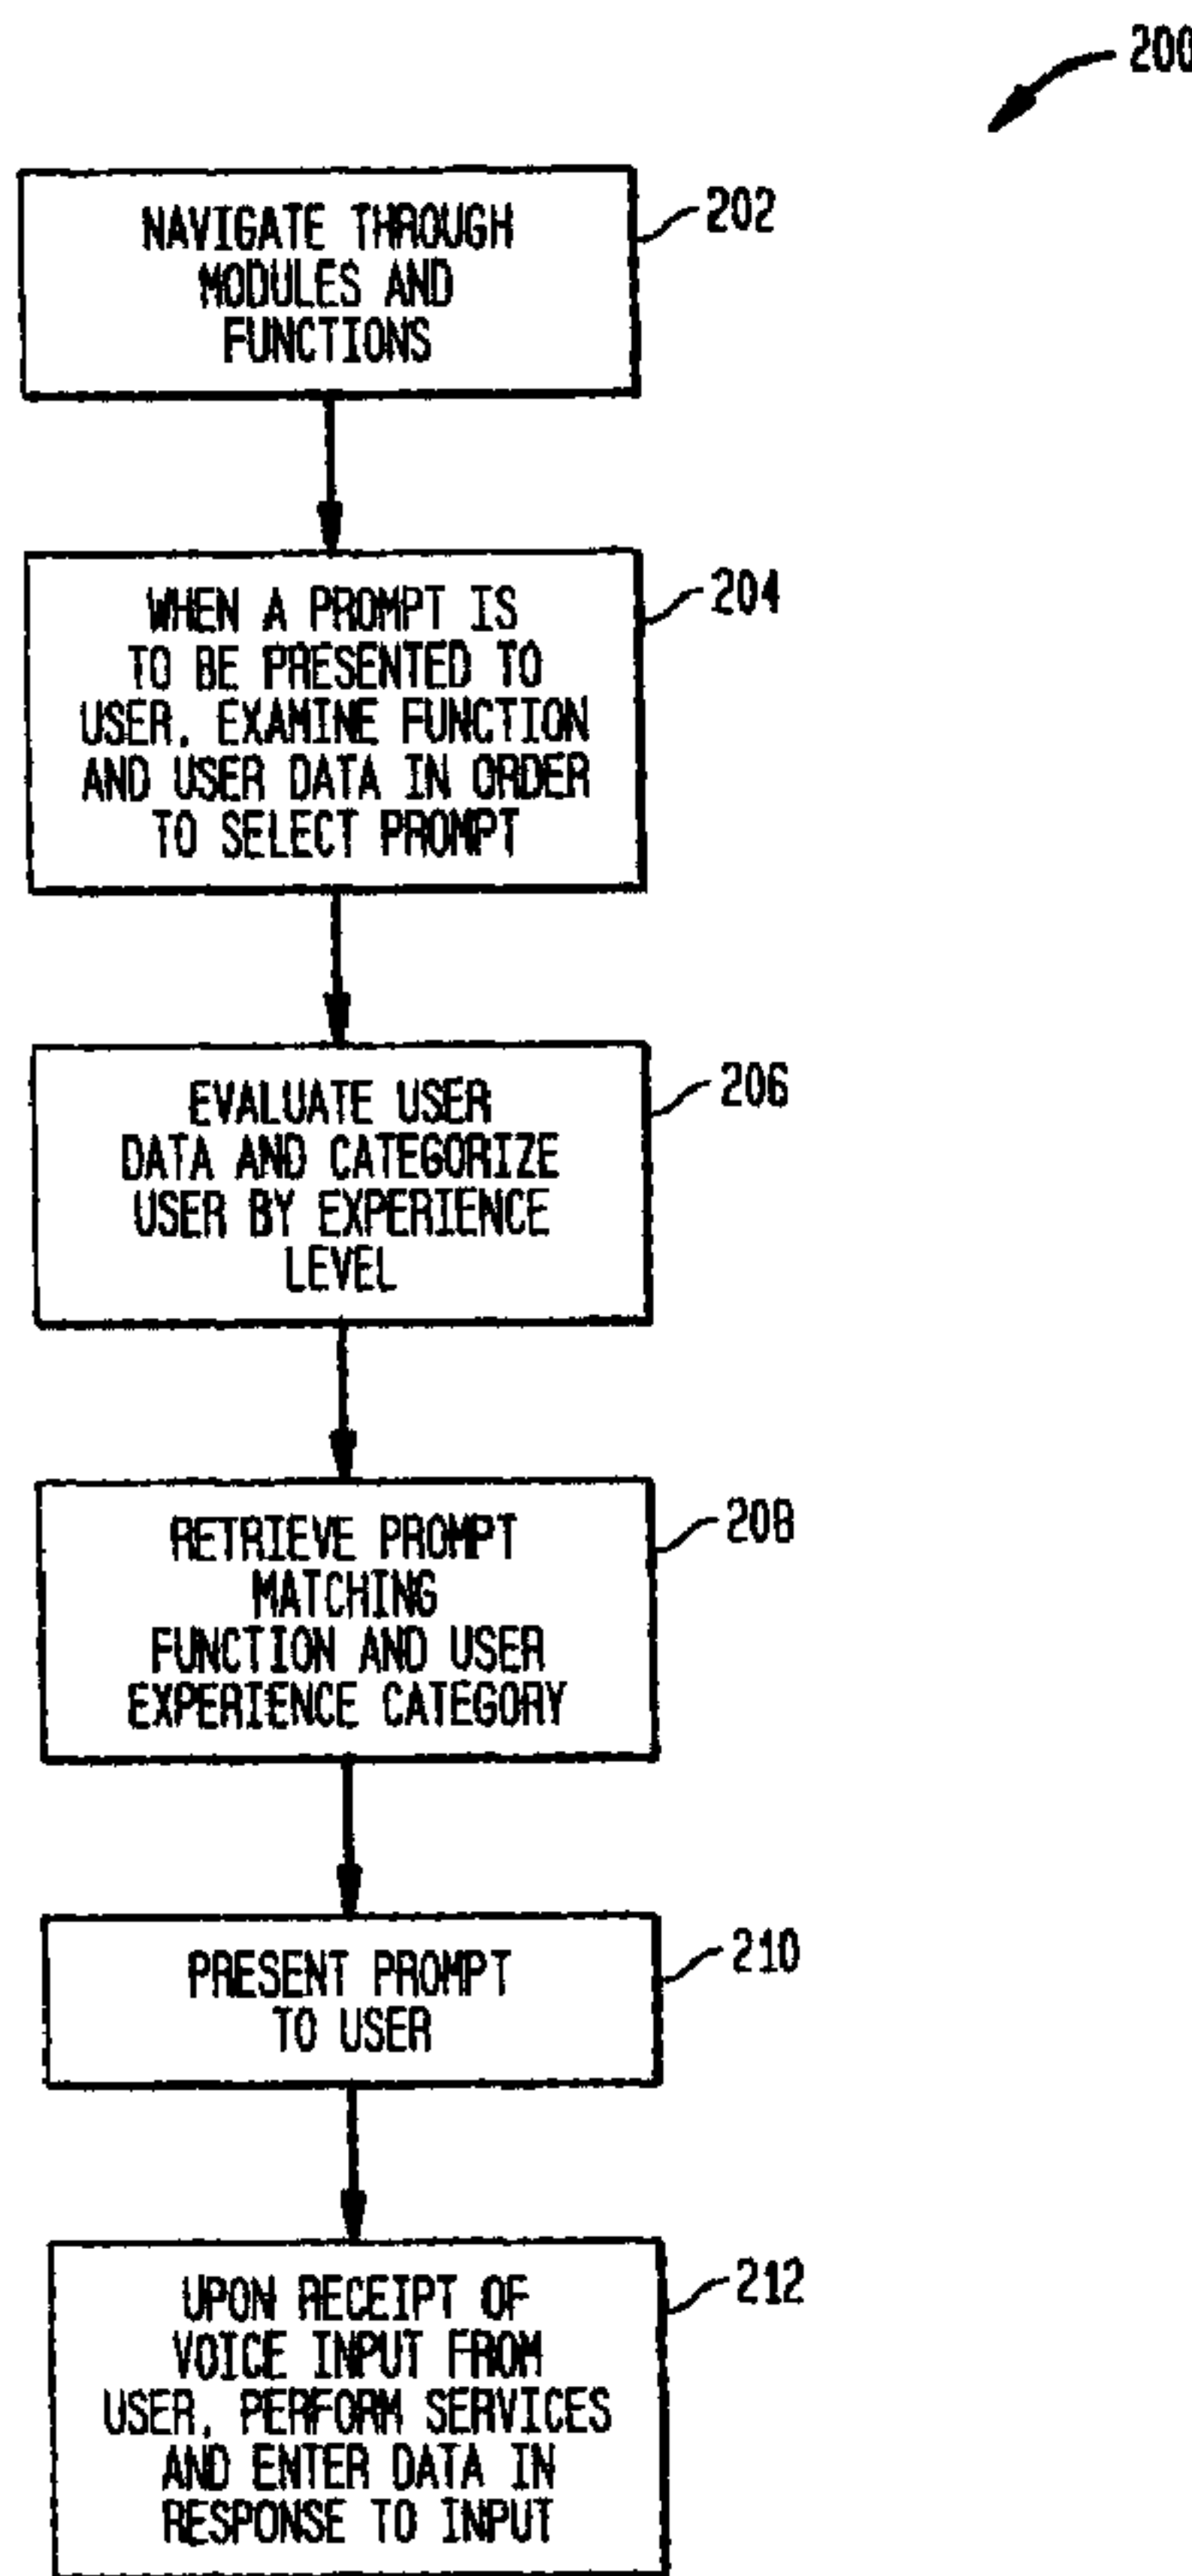 200
NAVIGATE THROUGH
MODULES AND
FUNCTIONS
202
WHEN A PROMPT IS
TO BE PRESENTED TO
USER, EXAMINE FUNCTION
AND USER DATA IN ORDER
TO SELECT PROMPT
204
EVALUATE USER
DATA AND CATEGORIZE
USER BY EXPERIENCE
LEVEL
206
RETRIEVE PROMPT
MATCHING
FUNCTION AND USER
EXPERIENCE CATEGORY
208
PRESENT PROMPT
TO USER
210
UPON RECEIPT OF
VOICE INPUT FROM
USER, PERFORM SERVICES
AND ENTER DATA IN
RESPONSE TO INPUT
212